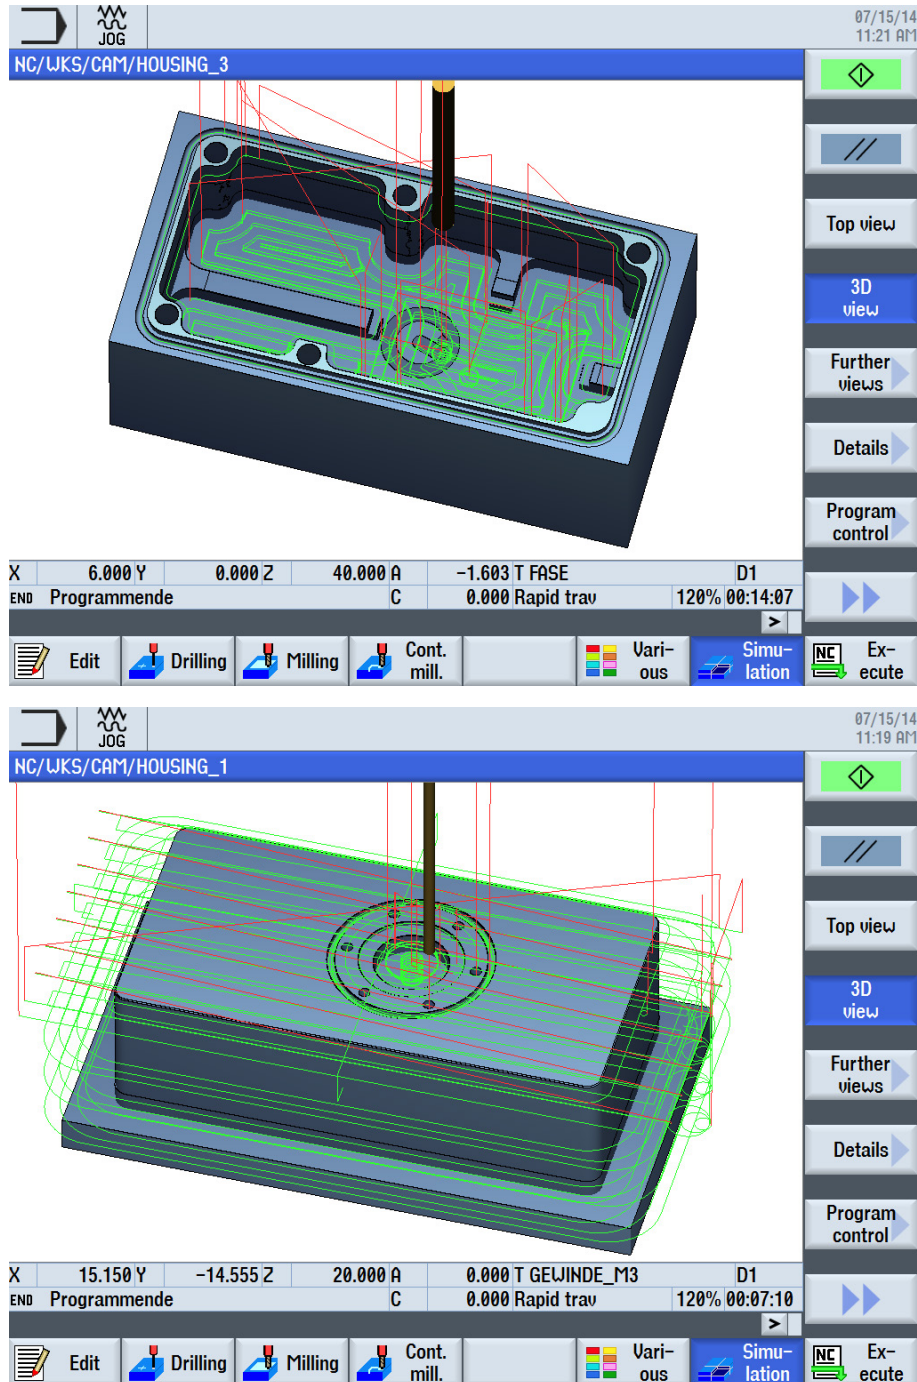 07/15/14
JOG
11:21 AM
NC/WKS/CAM/HOUSING_3
Top view
3D
view
Further
views
Details
Program
control
X 6.000 Y 0.000 Z 40.000 A -1.603 T FASE D1
END Programmende C 0.000 Rapid trav 120% 00:14:07
>
Edit
Drilling
Milling
Cont.
mill.
Vari-
ous
Simu-
lation
NC
Ex-
ecute
07/15/14
JOG
11:19 AM
NC/WKS/CAM/HOUSING_1
Top view
3D
view
Further
views
Details
Program
control
X 15.150 Y -14.555 Z 20.000 A 0.000 T GEWINDE_M3 D1
END Programmende C 0.000 Rapid trav 120% 00:07:10
>
Edit
Drilling
Milling
Cont.
mill.
Vari-
ous
Simu-
lation
NC
Ex-
ecute